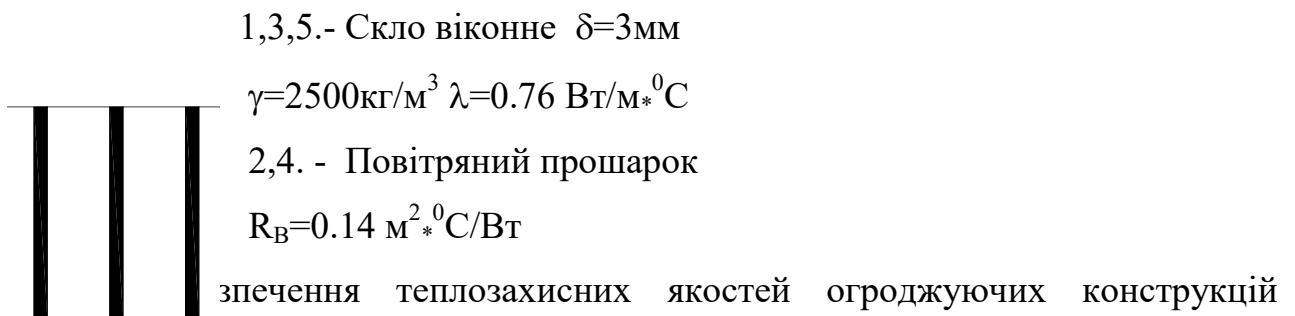 1,3,5.- Скло віконне δ=3мм
γ=2500кг/м³ λ=0.76 Вт/м*⁰С
2,4. - Повітряний прошарок
R_В=0.14 м²*⁰С/Вт
зпечення теплозахисних якостей огроджуючих конструкцій